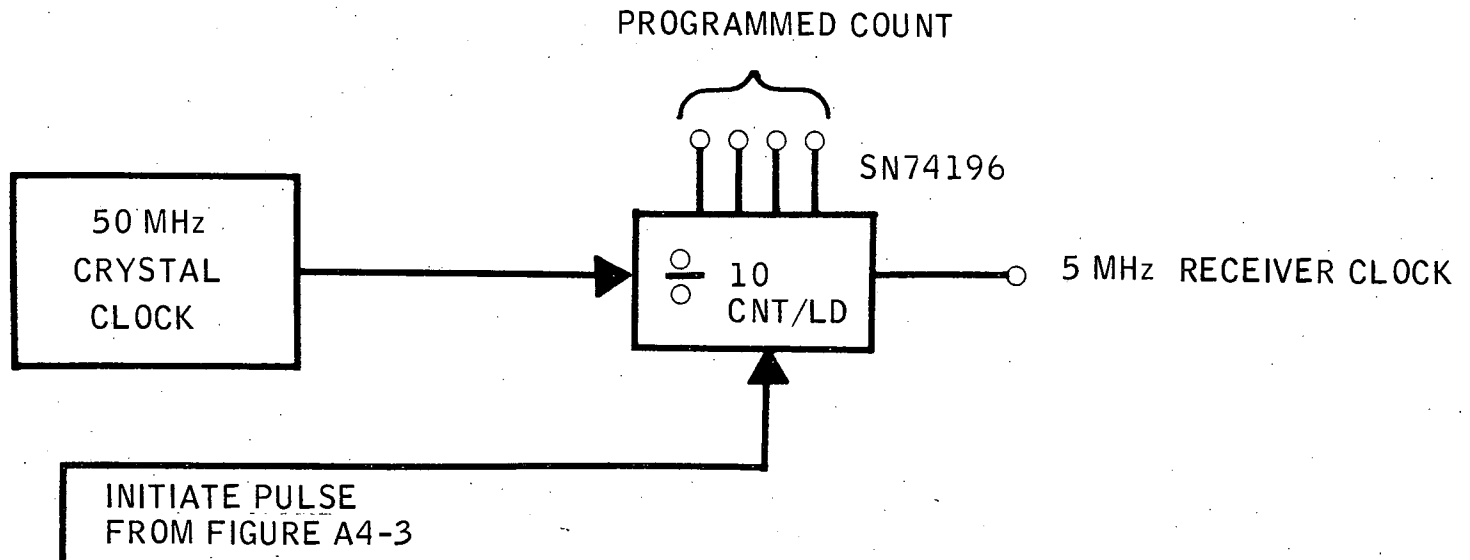 PROGRAMMED COUNT
SN74196
50 MHz
CRYSTAL
CLOCK
÷ 10
CNT/LD
5 MHz RECEIVER CLOCK
INITIATE PULSE
FROM FIGURE A4-3